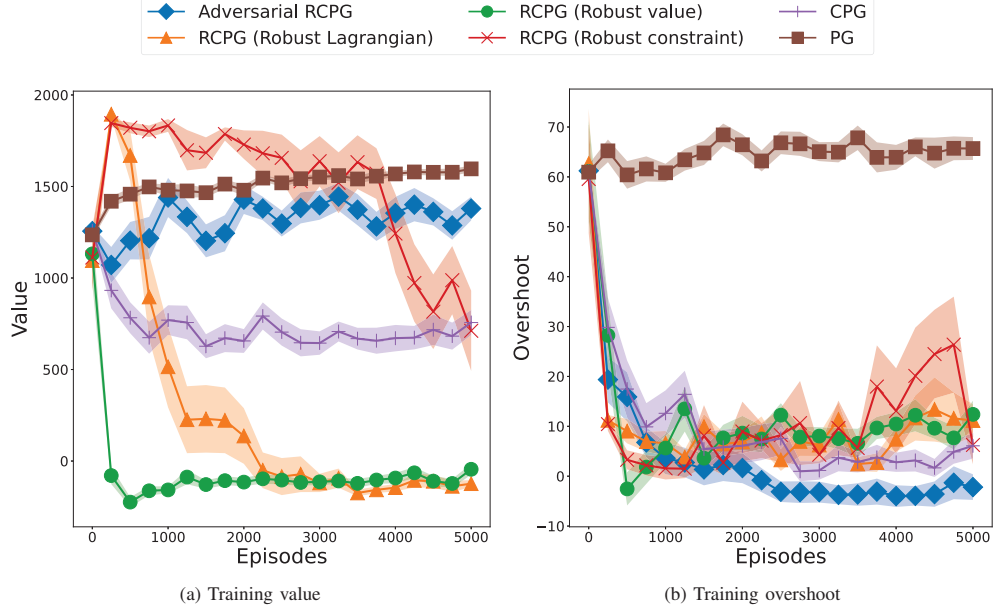 Adversarial RCPG
RCPG (Robust value)
CPG
RCPG (Robust Lagrangian)
RCPG (Robust constraint)
PG
2000
1500
1000
500
0
Value
0 1000 2000 3000 4000 5000
Episodes
(a) Training value
70
60
50
40
30
20
10
0
−10
Overshoot
0 1000 2000 3000 4000 5000
Episodes
(b) Training overshoot